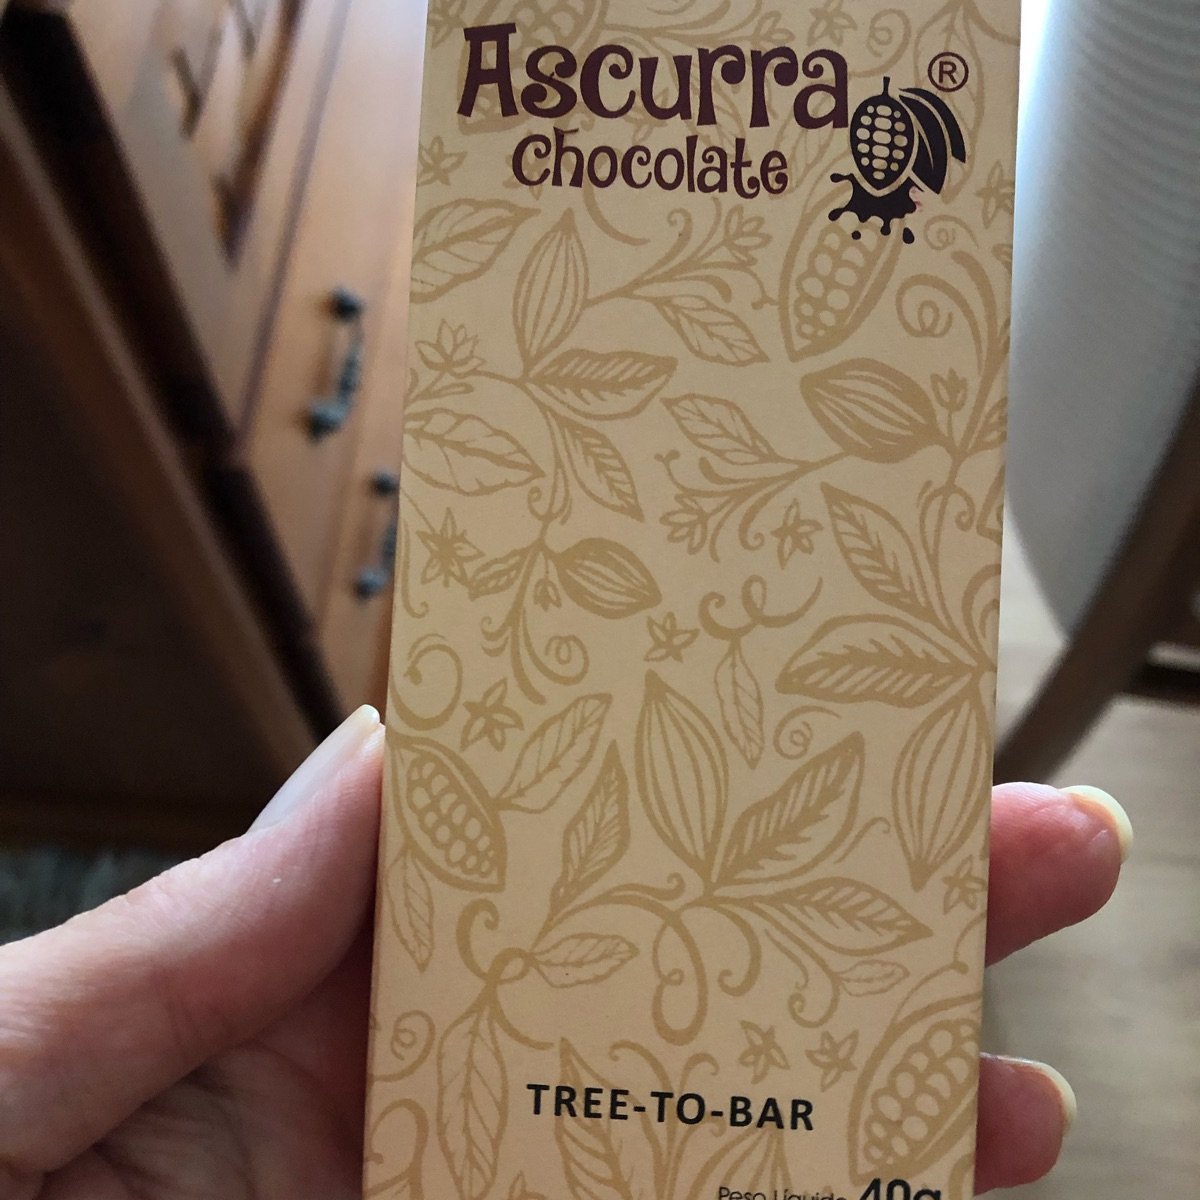 Ascurra ®
chocolate
TREE-TO-BAR
Peso Líquido 40g